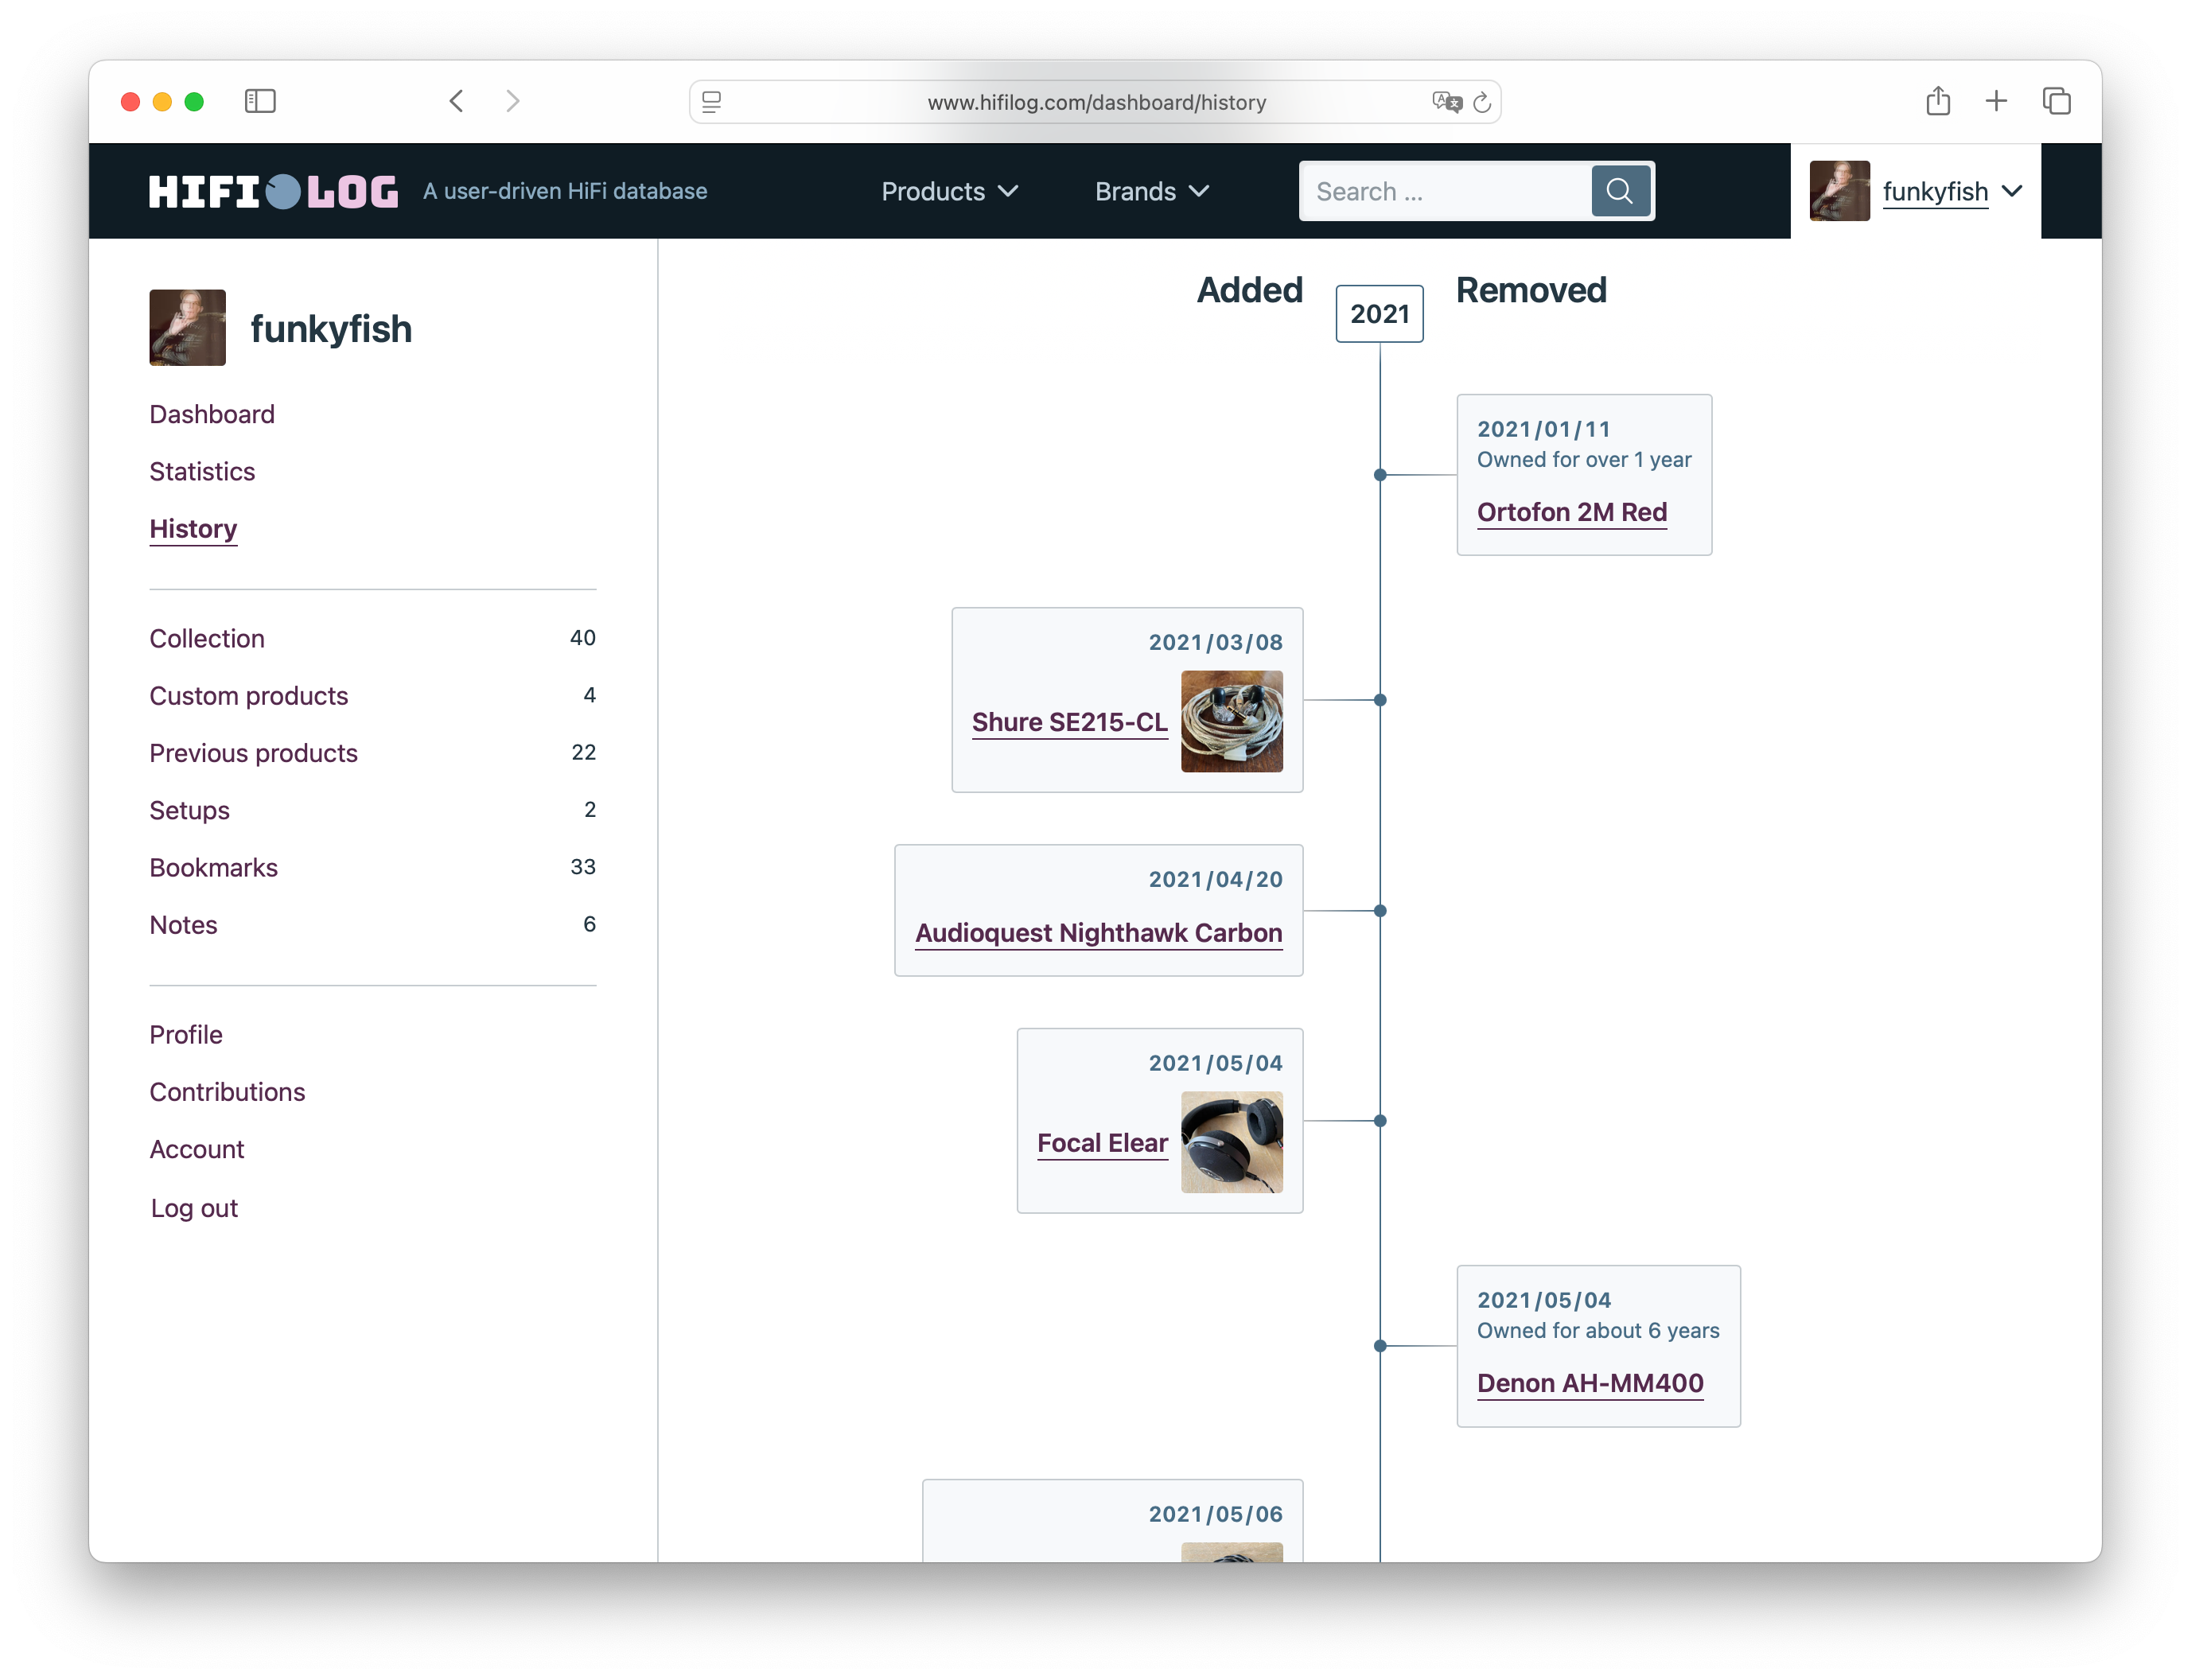 www.hifilog.com/dashboard/history
HIFI LOG
A user-driven HiFi database
Products
Brands
Search ...
funkyfish
funkyfish
Dashboard
Statistics
History
Collection 40
Custom products 4
Previous products 22
Setups 2
Bookmarks 33
Notes 6
Profile
Contributions
Account
Log out
Added
2021
Removed
2021/01/11
Owned for over 1 year
Ortofon 2M Red
2021/03/08
Shure SE215-CL
2021/04/20
Audioquest Nighthawk Carbon
2021/05/04
Focal Elear
2021/05/04
Owned for about 6 years
Denon AH-MM400
2021/05/06